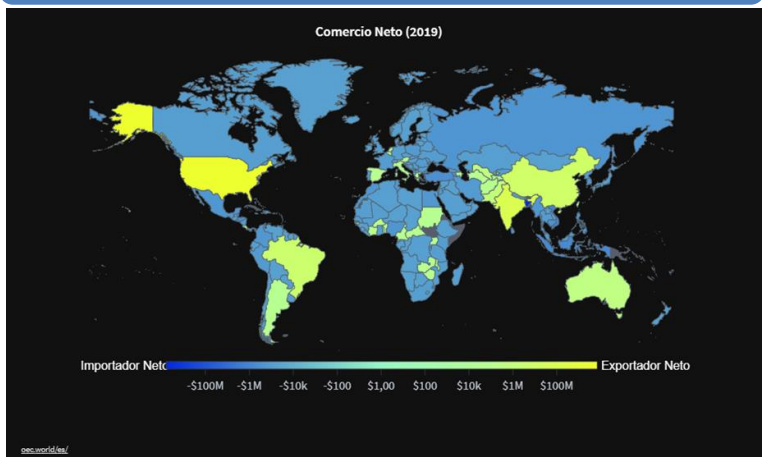 Comercio Neto (2019)
Importador Neto
Exportador Neto
-$100M -$1M -$10k -$100 $1,00 $100 $10k $1M $100M
oec.world/es/